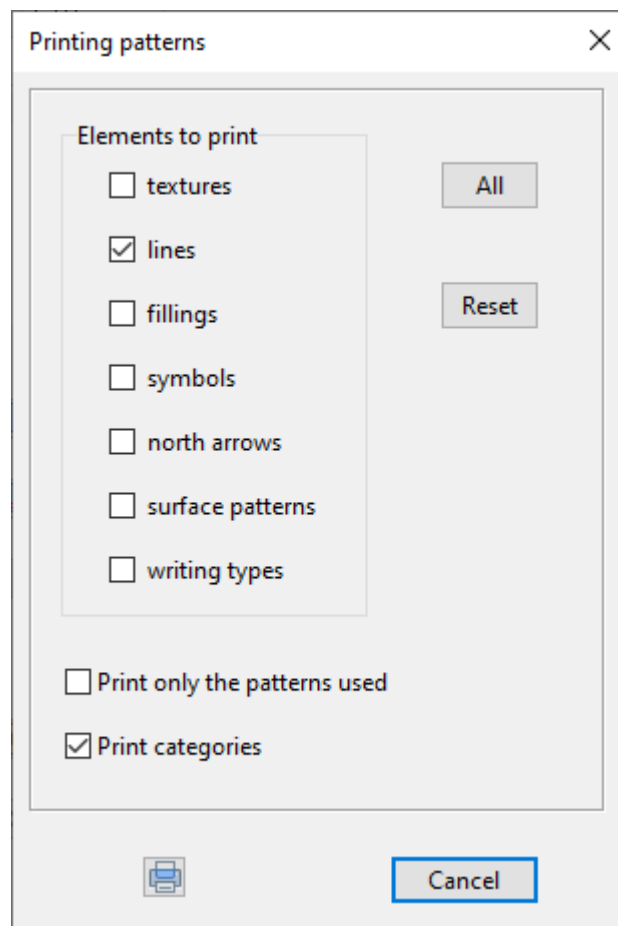 Printing patterns
Elements to print
textures
All
lines
fillings
Reset
symbols
north arrows
surface patterns
writing types
Print only the patterns used
Print categories
Cancel